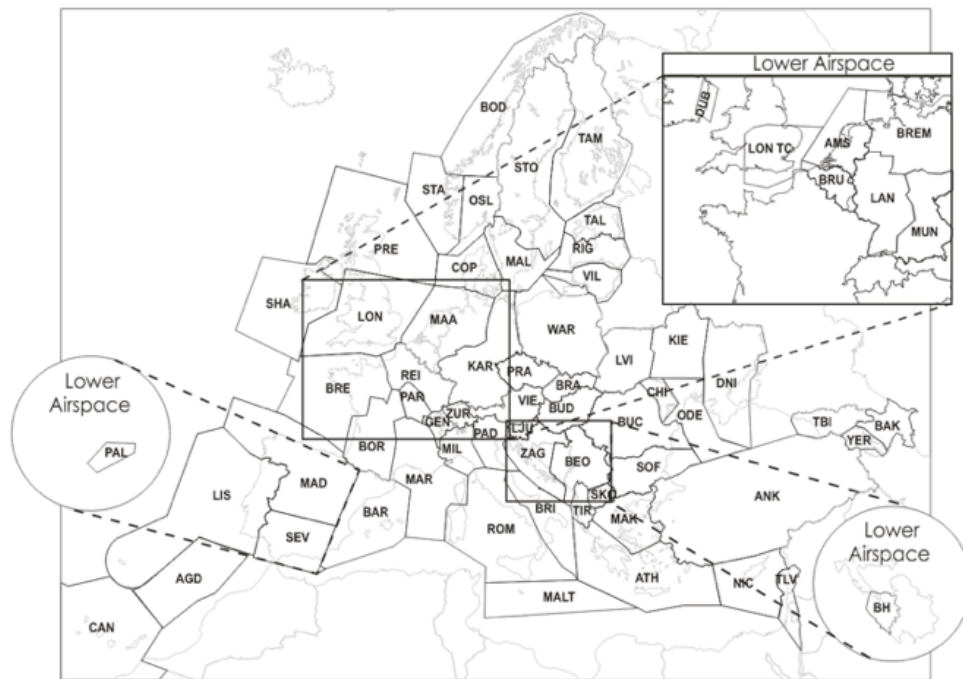 Lower Airspace
DUB
LON TC
AMS
BREM
BRU
LAN
MUN
BOD
TAM
STO
STA
OSL
TAL
PRE
RIG
COP
MAL
VIL
SHA
LON
MAA
WAR
KIE
LVI
KAR
PRA
REI
BRE
BRA
DNI
PAR
VIE
CHI
BUD
ZUR
ODE
GEN
BUC
LJU
PAD
TBI
BAK
YER
BOR
MIL
ZAG
BEO
SOF
Lower
Airspace
PAL
MAD
MAR
LIS
BAR
SEV
ROM
BRI
TIR
SKO
MAK
ANK
Lower
Airspace
BH
AGD
ATH
NIC
TLV
MALT
CAN